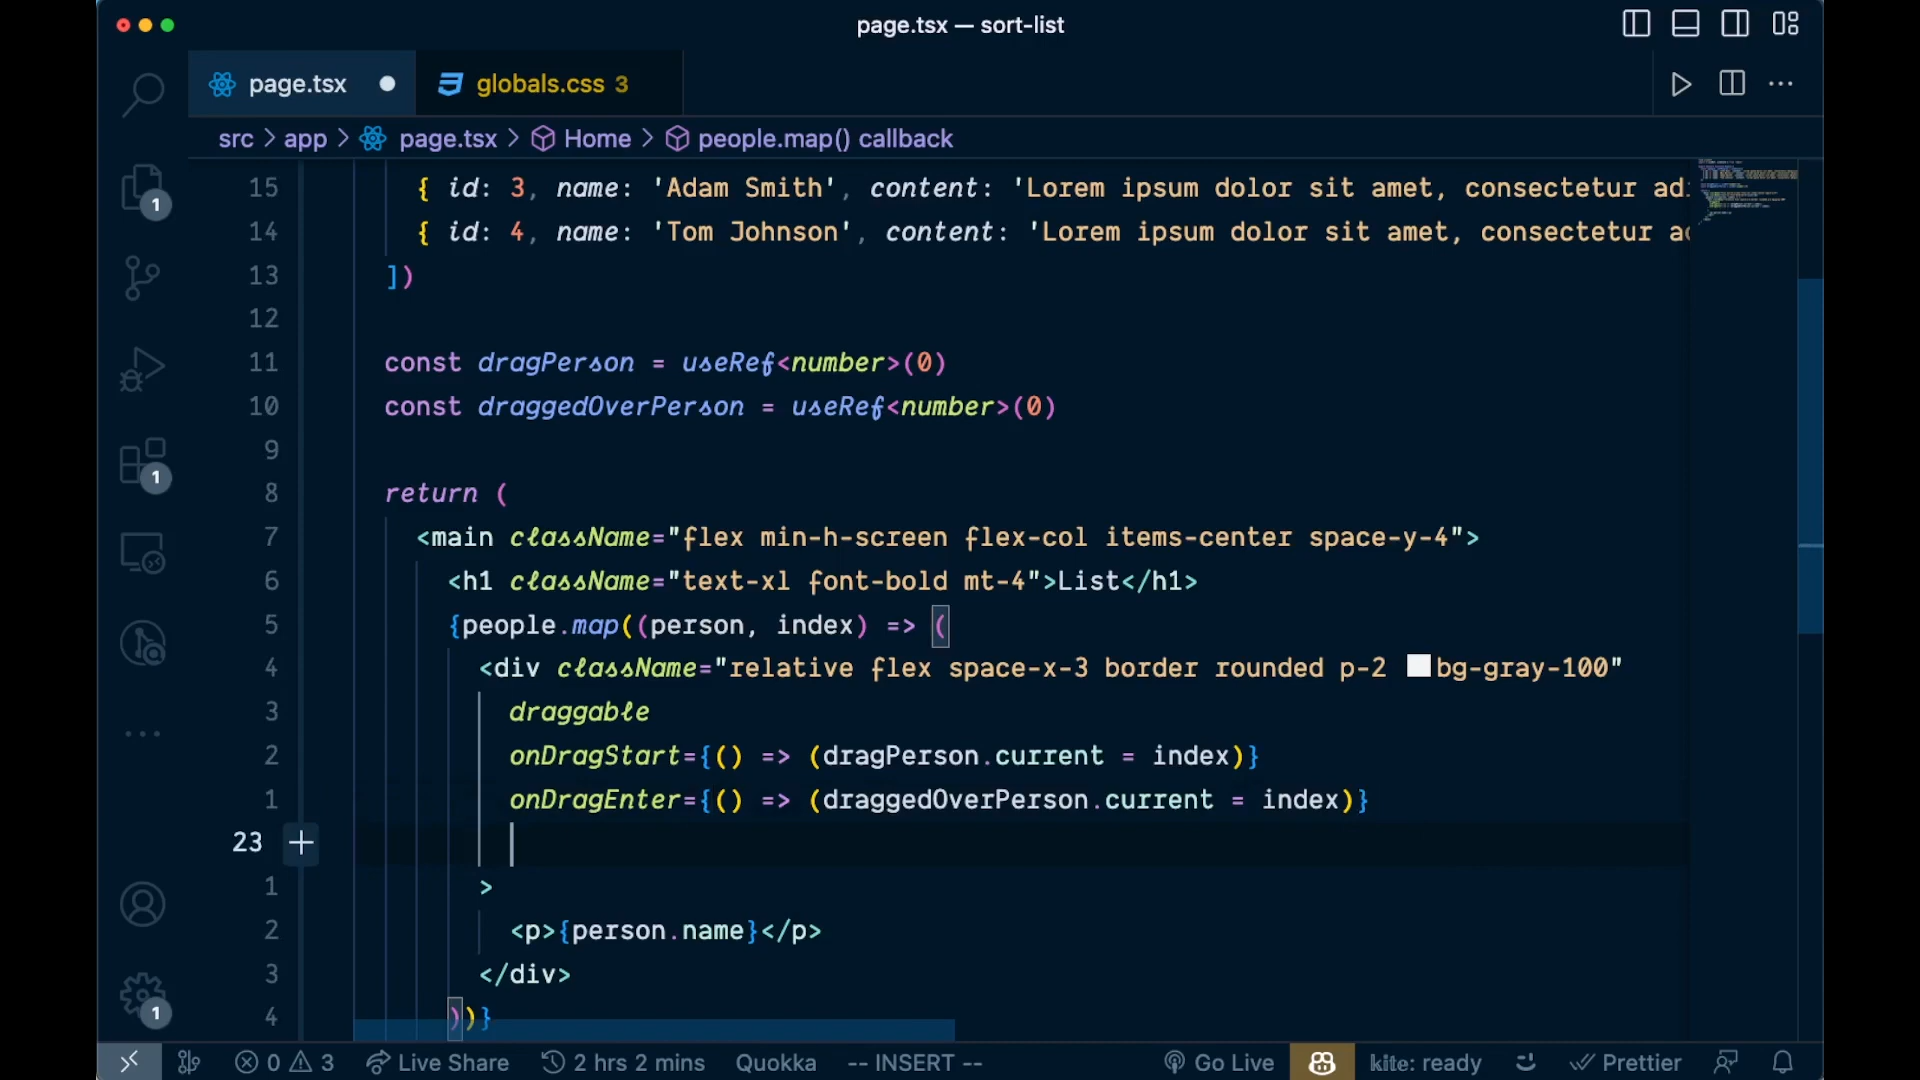 page.tsx — sort-list
page.tsx
globals.css 3
src > app > page.tsx > Home > people.map() callback
15 { id: 3, name: 'Adam Smith', content: 'Lorem ipsum dolor sit amet, consectetur ad
14 { id: 4, name: 'Tom Johnson', content: 'Lorem ipsum dolor sit amet, consectetur a
13 ])
12
11 const dragPerson = useRef<number>(0)
10 const draggedOverPerson = useRef<number>(0)
9
8 return (
7 <main className="flex min-h-screen flex-col items-center space-y-4">
6 <h1 className="text-xl font-bold mt-4">List</h1>
5 {people.map((person, index) => (
4 <div className="relative flex space-x-3 border rounded p-2 bg-gray-100"
3 draggable
2 onDragStart={() => (dragPerson.current = index)}
1 onDragEnter={() => (draggedOverPerson.current = index)}
23
1 >
2 <p>{person.name}</p>
3 </div>
4 ))}
1
1
1
0 3 Live Share 2 hrs 2 mins Quokka -- INSERT -- Go Live kite: ready Prettier